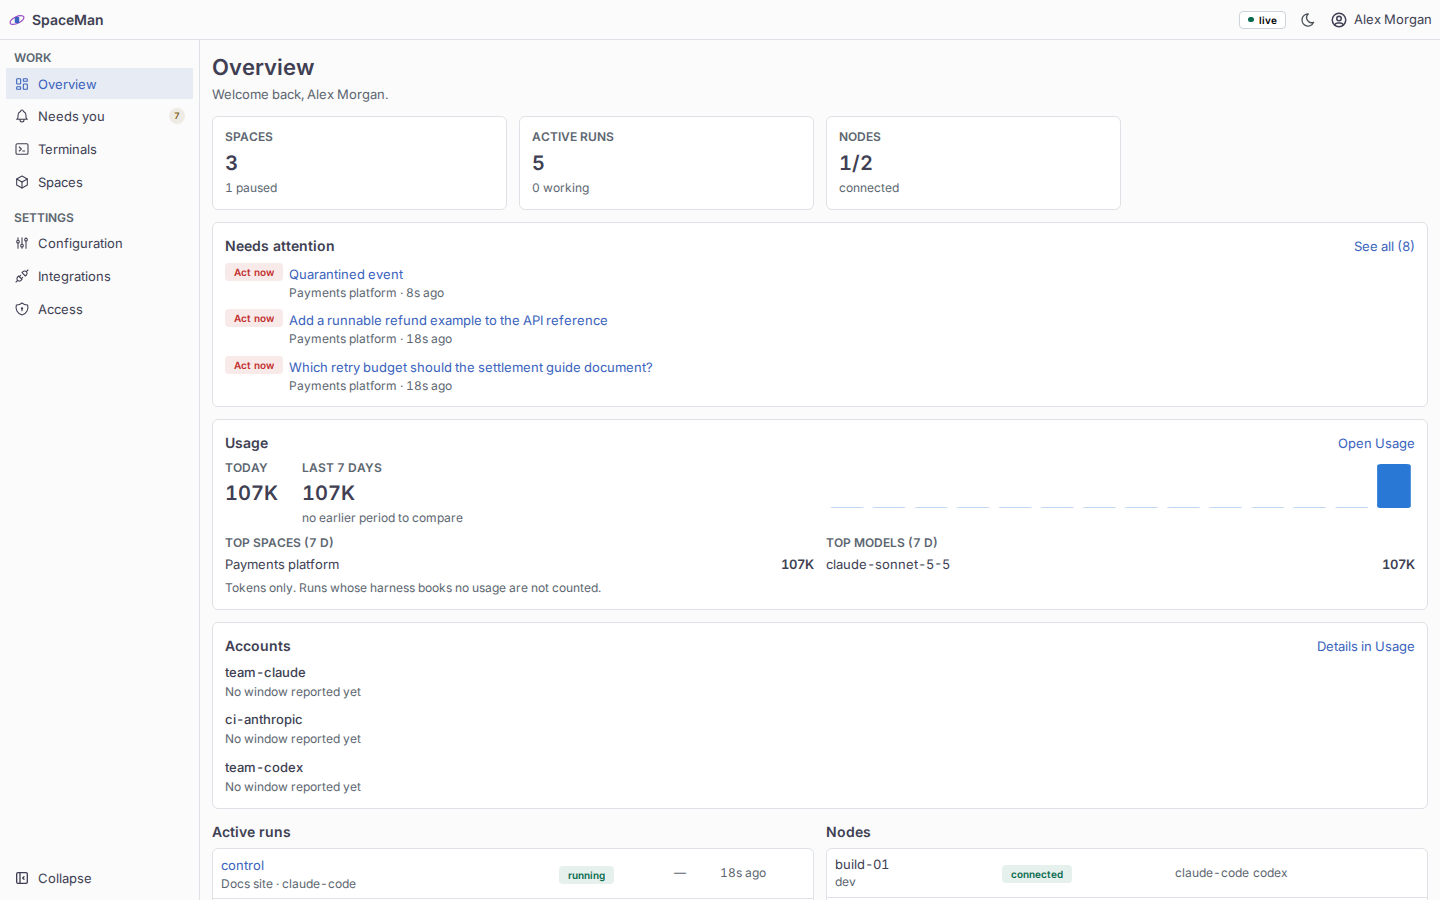 SpaceMan
live
Alex Morgan
WORK
Overview
Needs you 7
Terminals
Spaces
SETTINGS
Configuration
Integrations
Access
Collapse
Overview
Welcome back, Alex Morgan.
SPACES
3
1 paused
ACTIVE RUNS
5
0 working
NODES
1/2
connected
Needs attention
See all (8)
Act now Quarantined event
Payments platform · 8s ago
Act now Add a runnable refund example to the API reference
Payments platform · 18s ago
Act now Which retry budget should the settlement guide document?
Payments platform · 18s ago
Usage
Open Usage
TODAY
107K
LAST 7 DAYS
107K
no earlier period to compare
TOP SPACES (7 D)
Payments platform 107K
TOP MODELS (7 D)
claude-sonnet-5-5 107K
Tokens only. Runs whose harness books no usage are not counted.
Accounts
Details in Usage
team-claude
No window reported yet
ci-anthropic
No window reported yet
team-codex
No window reported yet
Active runs
control
Docs site · claude-code
running
—
18s ago
Nodes
build-01
dev
connected
claude-code codex